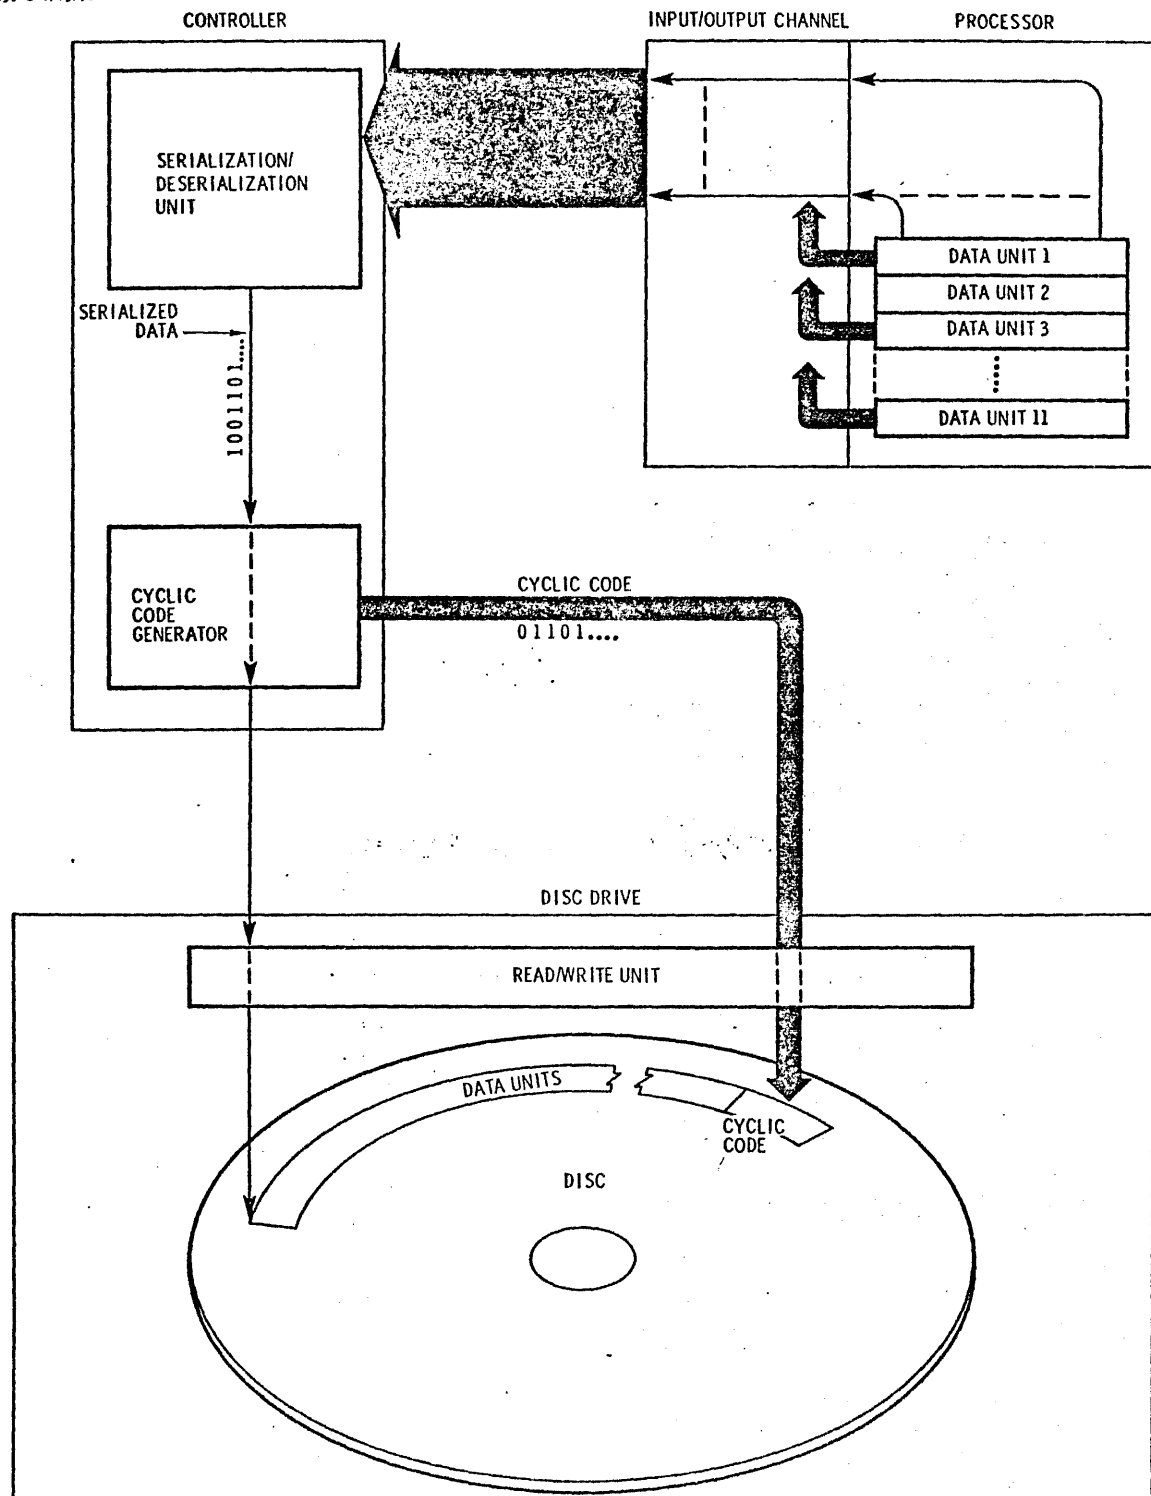 CONTROLLER
INPUT/OUTPUT CHANNEL
PROCESSOR
SERIALIZATION/
DESERIALIZATION
UNIT
DATA UNIT 1
DATA UNIT 2
DATA UNIT 3
DATA UNIT 11
SERIALIZED
DATA
1001101....
CYCLIC
CODE
GENERATOR
CYCLIC CODE
01101....
DISC DRIVE
READ/WRITE UNIT
DATA UNITS
CYCLIC
CODE
DISC